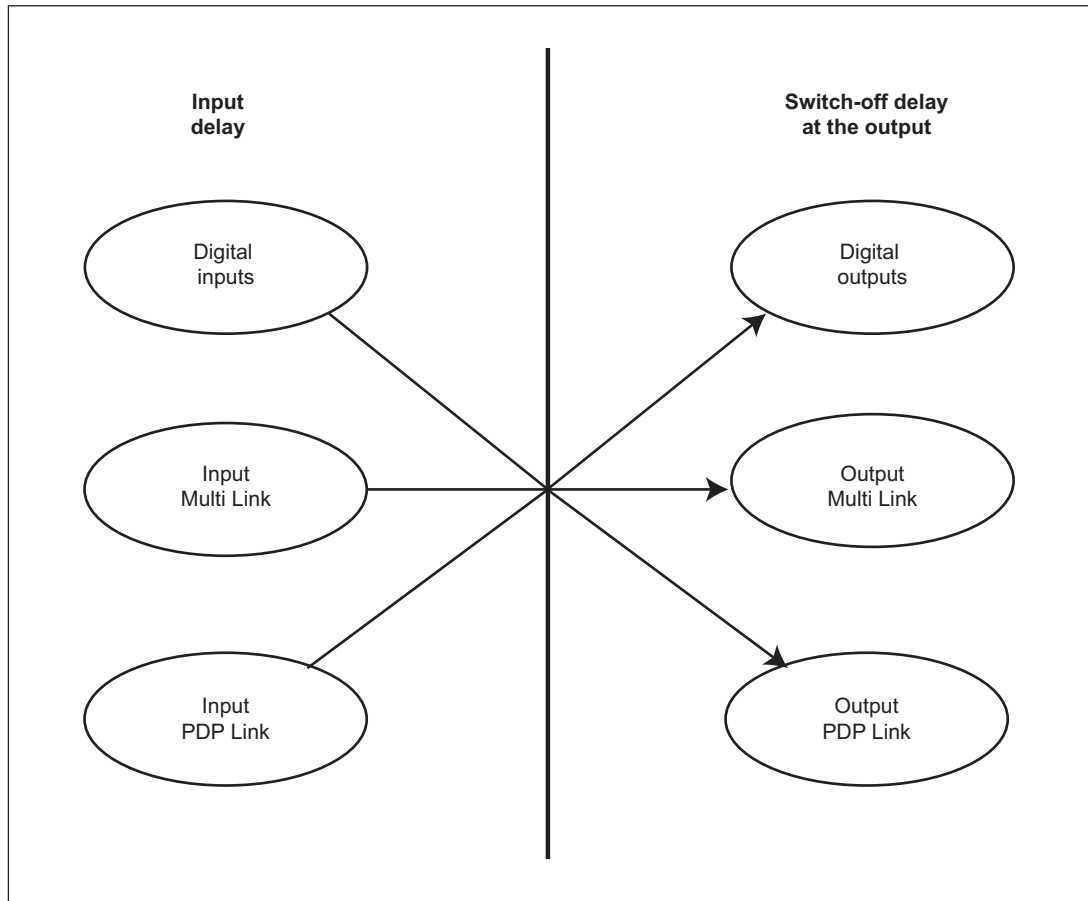 Input
delay
Switch-off delay
at the output
Digital
inputs
Digital
outputs
Input
Multi Link
Output
Multi Link
Input
PDP Link
Output
PDP Link